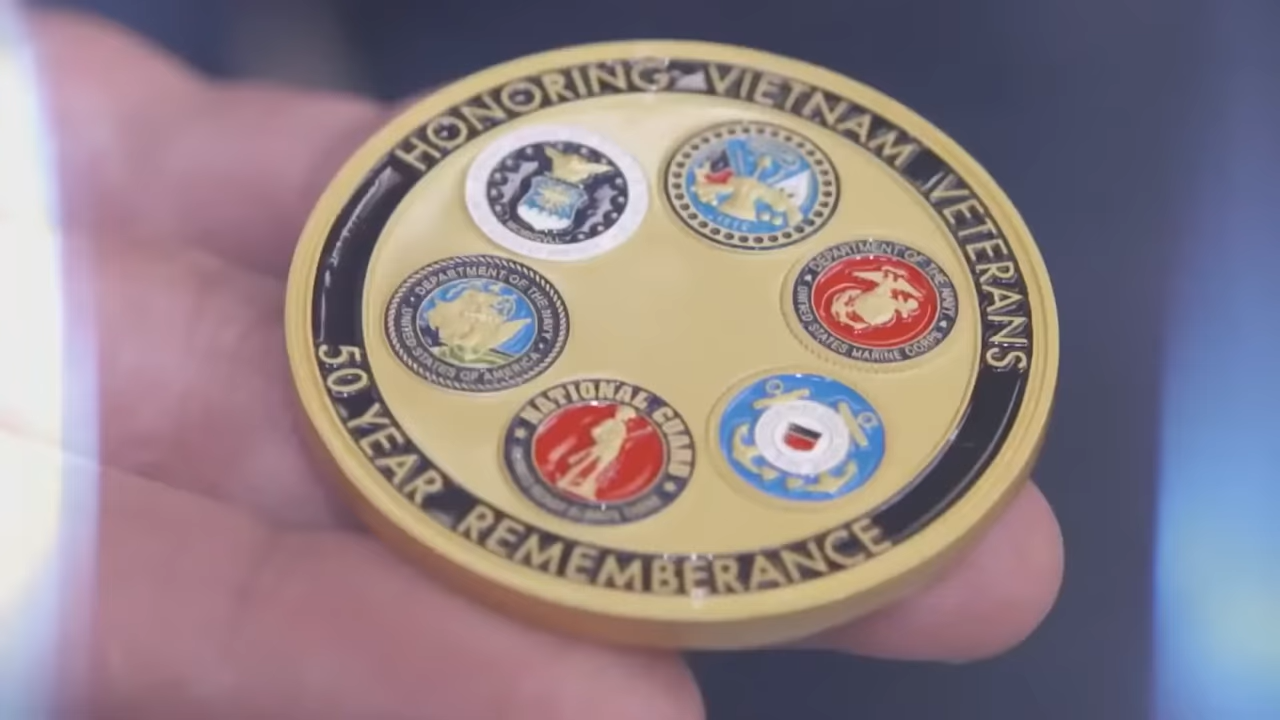 HONORING VIETNAM VETERANS
DEPARTMENT OF THE NAVY
UNITED STATES MARINE CORPS
DEPARTMENT OF THE NAVY
UNITED STATES OF AMERICA
NATIONAL GUARD
50 YEAR REMEMBERANCE